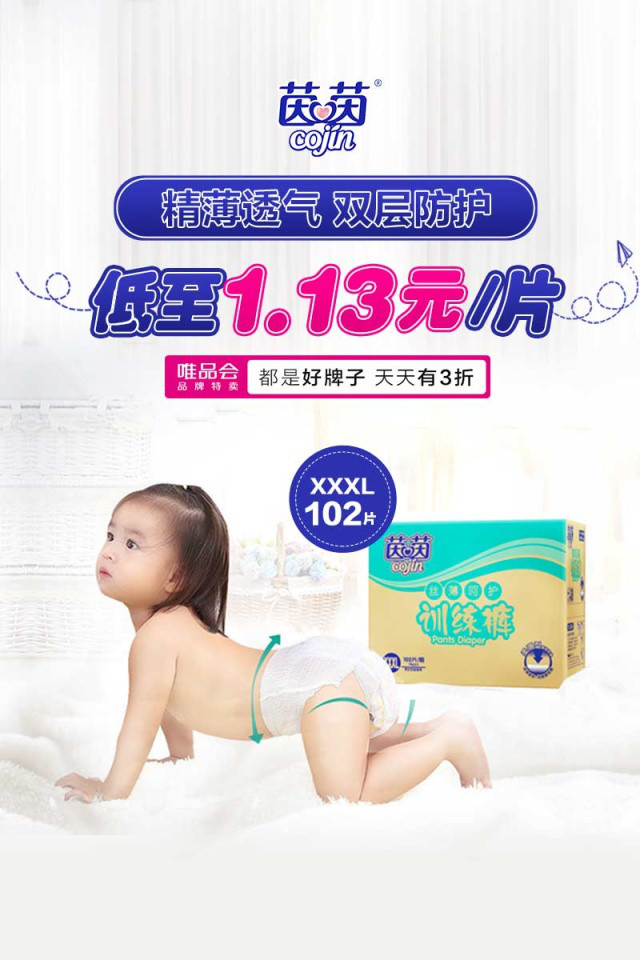 茵茵®
cojin
精薄透气 双层防护
低至1.13元/片
唯品会
品牌特卖
都是好牌子 天天有3折
XXXL
102片
茵茵
cojin
丝薄呵护
训练裤
Pants Diaper